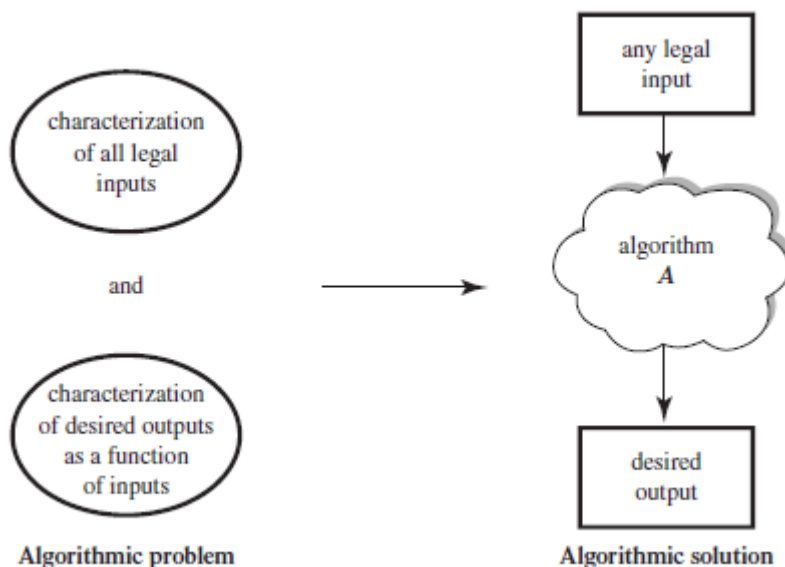 characterization
of all legal
inputs
and
characterization
of desired outputs
as a function
of inputs
Algorithmic problem
any legal
input
algorithm
A
desired
output
Algorithmic solution